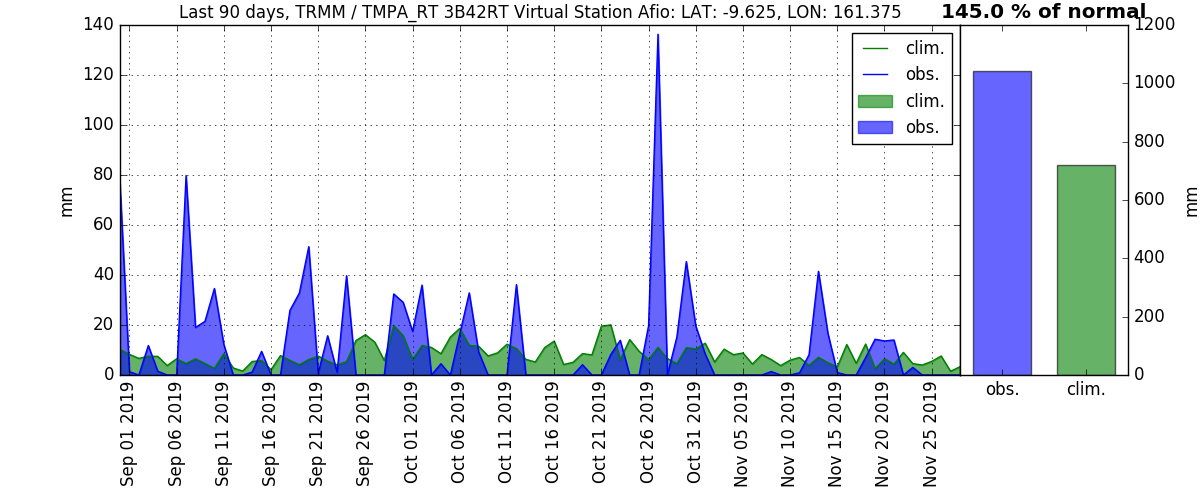 Last 90 days, TRMM / TMPA_RT 3B42RT Virtual Station Afio: LAT: -9.625, LON: 161.375
145.0 % of normal
140
120
100
80
60
40
20
0
mm
clim.
obs.
clim.
obs.
1200
1000
800
600
400
200
0
mm
obs.
clim.
Sep 01 2019
Sep 06 2019
Sep 11 2019
Sep 16 2019
Sep 21 2019
Sep 26 2019
Oct 01 2019
Oct 06 2019
Oct 11 2019
Oct 16 2019
Oct 21 2019
Oct 26 2019
Oct 31 2019
Nov 05 2019
Nov 10 2019
Nov 15 2019
Nov 20 2019
Nov 25 2019